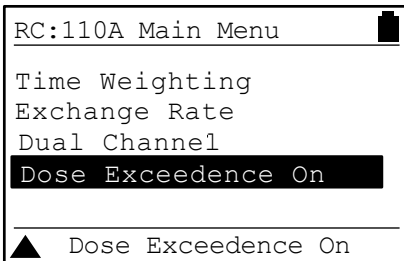 RC:110A Main Menu
Time Weighting
Exchange Rate
Dual Channel
Dose Exceedence On
Dose Exceedence On